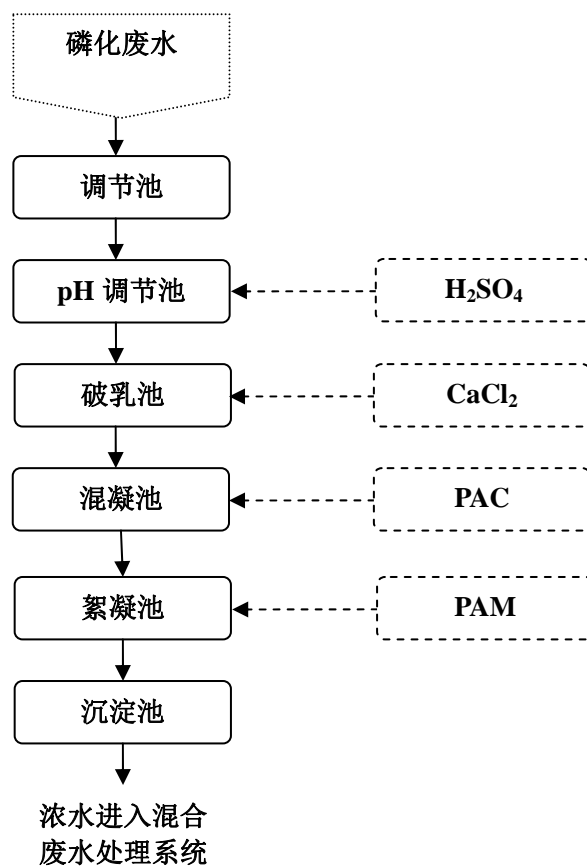 磷化废水
调节池
pH 调节池
H₂SO₄
破乳池
CaCl₂
混凝池
PAC
絮凝池
PAM
沉淀池
浓水进入混合
废水处理系统